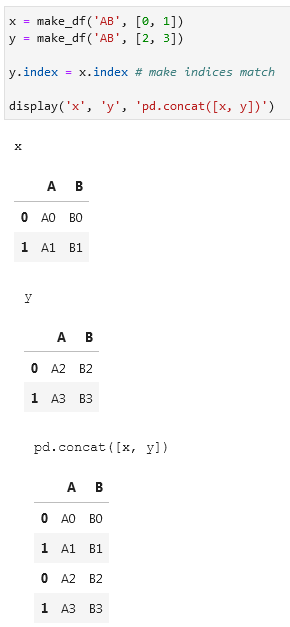 x = make_df('AB', [0, 1])
y = make_df('AB', [2, 3])
y.index = x.index # make indices match
display('x', 'y', 'pd.concat([x, y])')
x
A B
0 A0 B0
1 A1 B1
y
A B
0 A2 B2
1 A3 B3
pd.concat([x, y])
A B
0 A0 B0
1 A1 B1
0 A2 B2
1 A3 B3